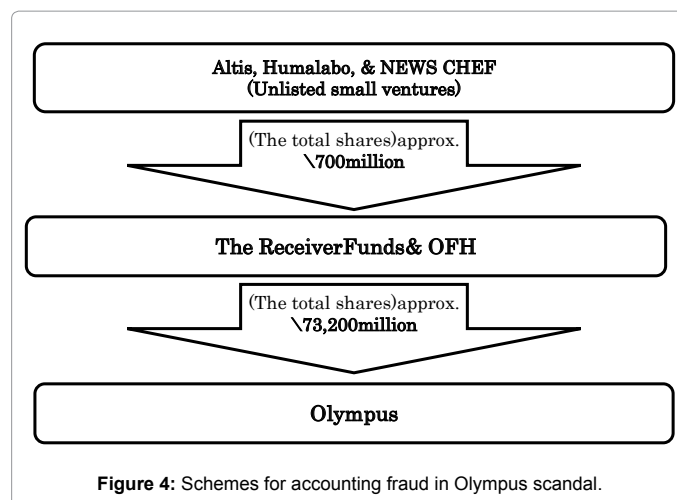 Altis, Humalabo, & NEWS CHEF
(Unlisted small ventures)
(The total shares)approx.
\700million
The ReceiverFunds& OFH
(The total shares)approx.
\73,200million
Olympus
Figure 4: Schemes for accounting fraud in Olympus scandal.